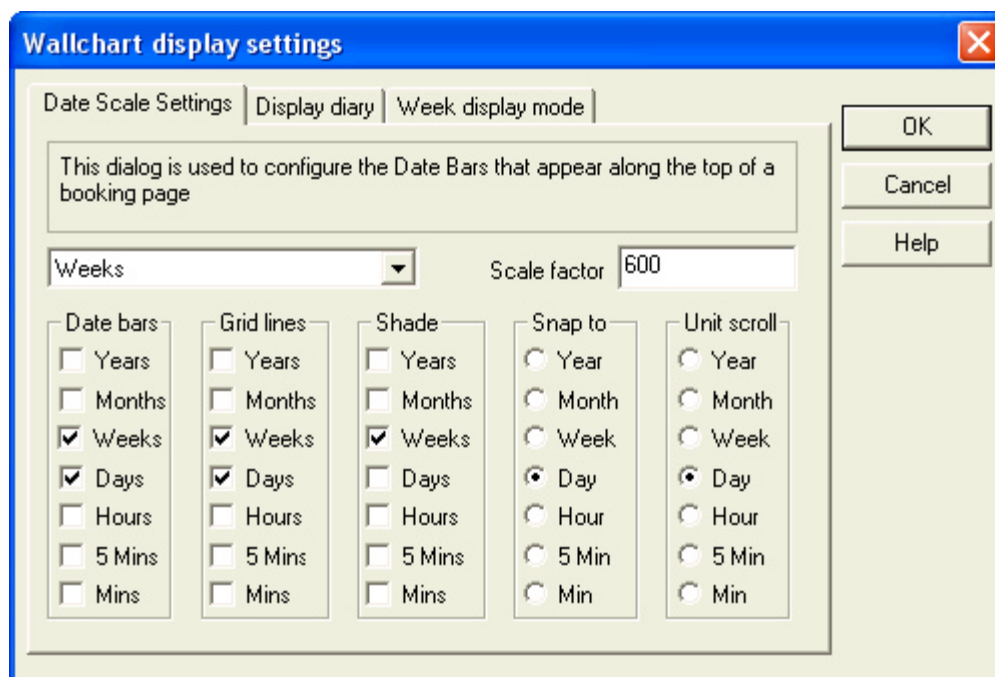 Wallchart display settings
Date Scale Settings
Display diary
Week display mode
OK
Cancel
Help
This dialog is used to configure the Date Bars that appear along the top of a
booking page
Weeks
Scale factor
600
Date bars
Years
Months
Weeks
Days
Hours
5 Mins
Mins
Grid lines
Years
Months
Weeks
Days
Hours
5 Mins
Mins
Shade
Years
Months
Weeks
Days
Hours
5 Mins
Mins
Snap to
Year
Month
Week
Day
Hour
5 Min
Min
Unit scroll
Year
Month
Week
Day
Hour
5 Min
Min